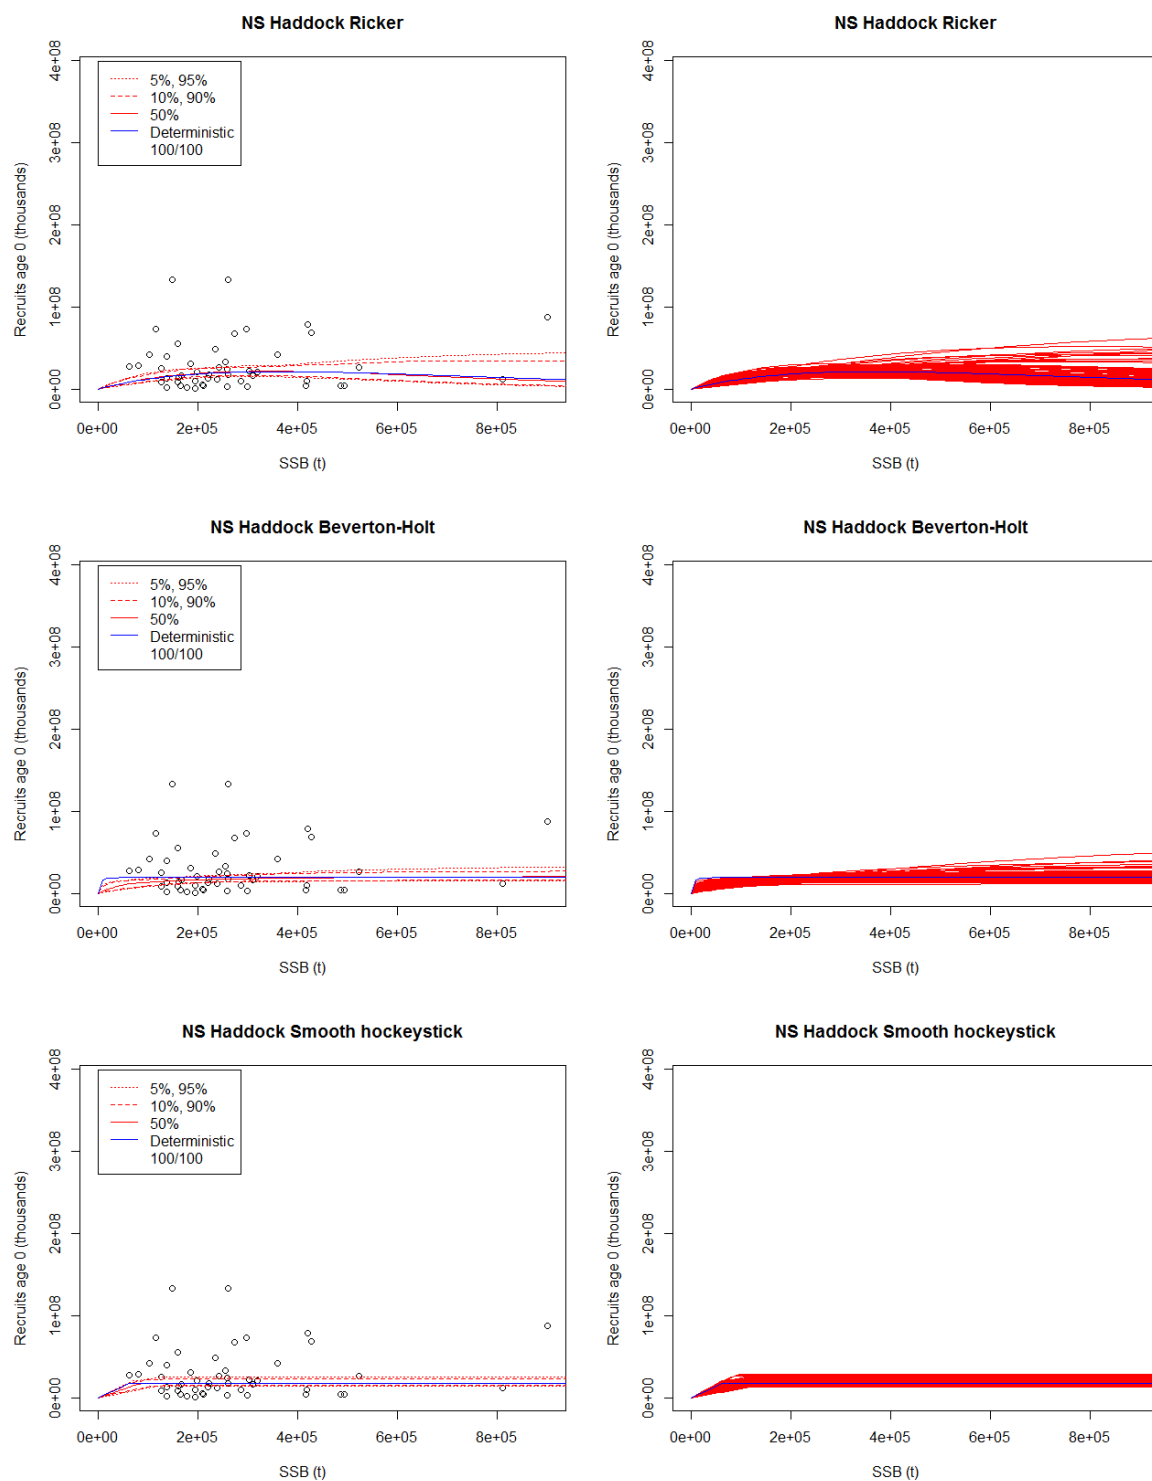 NS Haddock Ricker
Recruits age 0 (thousands)
4e+08
3e+08
2e+08
1e+08
0e+00
5%, 95%
10%, 90%
50%
Deterministic
100/100
0e+00 2e+05 4e+05 6e+05 8e+05
SSB (t)
NS Haddock Ricker
Recruits age 0 (thousands)
4e+08
3e+08
2e+08
1e+08
0e+00
0e+00 2e+05 4e+05 6e+05 8e+05
SSB (t)
NS Haddock Beverton-Holt
Recruits age 0 (thousands)
4e+08
3e+08
2e+08
1e+08
0e+00
5%, 95%
10%, 90%
50%
Deterministic
100/100
0e+00 2e+05 4e+05 6e+05 8e+05
SSB (t)
NS Haddock Beverton-Holt
Recruits age 0 (thousands)
4e+08
3e+08
2e+08
1e+08
0e+00
0e+00 2e+05 4e+05 6e+05 8e+05
SSB (t)
NS Haddock Smooth hockeystick
Recruits age 0 (thousands)
4e+08
3e+08
2e+08
1e+08
0e+00
5%, 95%
10%, 90%
50%
Deterministic
100/100
0e+00 2e+05 4e+05 6e+05 8e+05
SSB (t)
NS Haddock Smooth hockeystick
Recruits age 0 (thousands)
4e+08
3e+08
2e+08
1e+08
0e+00
0e+00 2e+05 4e+05 6e+05 8e+05
SSB (t)